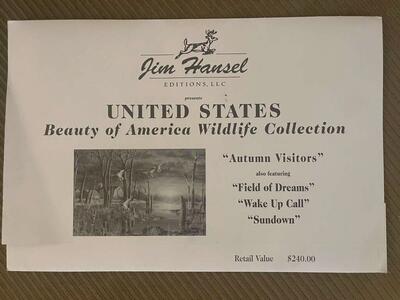 Jim Hansel
EDITIONS, LLC
presents
UNITED STATES
Beauty of America Wildlife Collection
"Autumn Visitors"
also featuring
"Field of Dreams"
"Wake Up Call"
"Sundown"
Retail Value $240.00